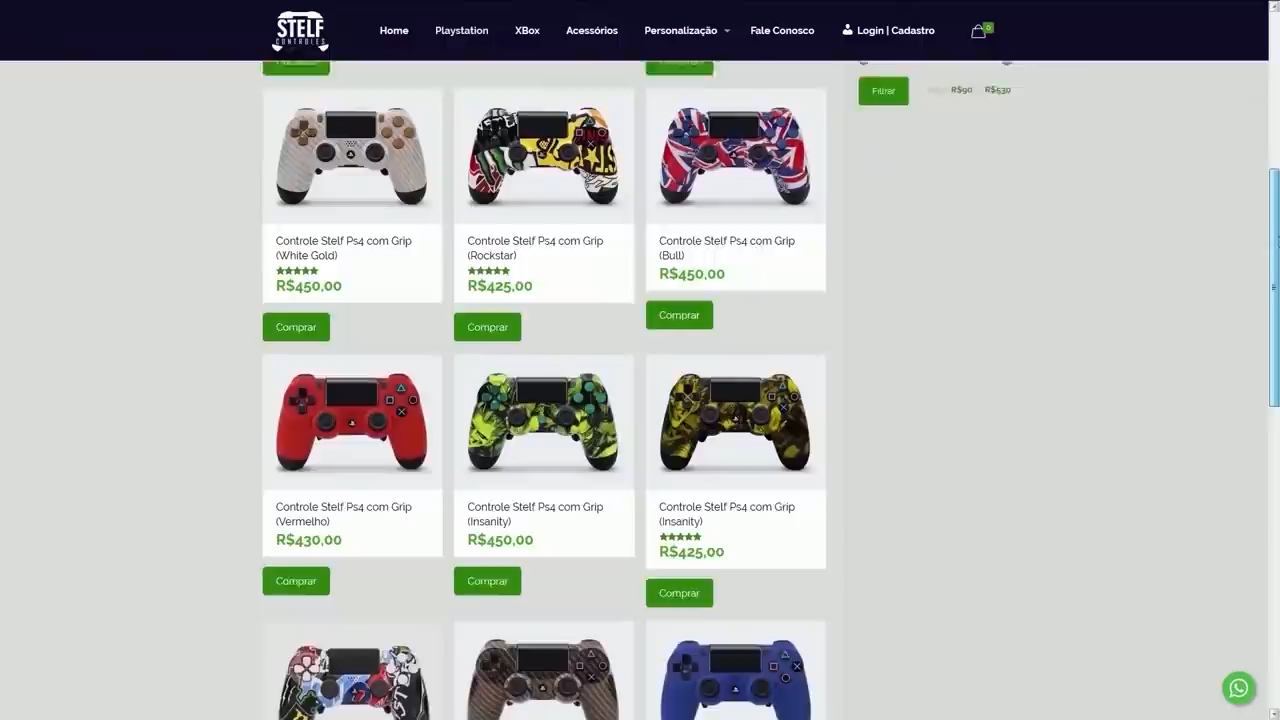 STELF
CONTROLES
Home
Playstation
XBox
Acessórios
Personalização
Fale Conosco
Login | Cadastro
0
Filtrar
R$90
R$530
Controle Stelf Ps4 com Grip
(White Gold)
R$450,00
Comprar
Controle Stelf Ps4 com Grip
(Rockstar)
R$425,00
Comprar
Controle Stelf Ps4 com Grip
(Bull)
R$450,00
Comprar
Controle Stelf Ps4 com Grip
(Vermelho)
R$430,00
Comprar
Controle Stelf Ps4 com Grip
(Insanity)
R$450,00
Comprar
Controle Stelf Ps4 com Grip
(Insanity)
R$425,00
Comprar